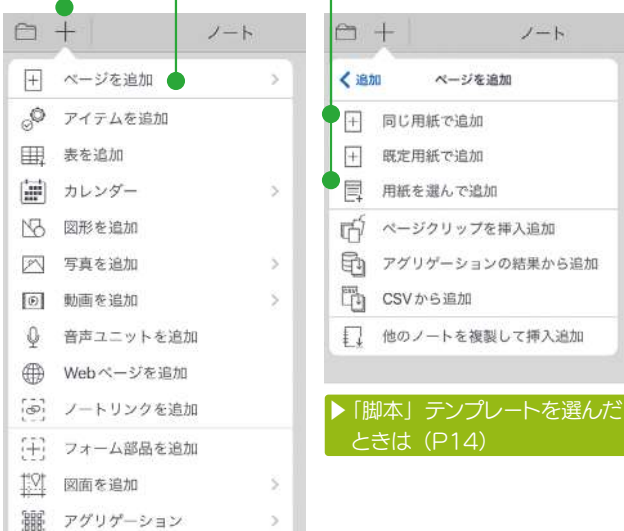 ノート
ページを追加
アイテムを追加
表を追加
カレンダー
図形を追加
写真を追加
動画を追加
音声ユニットを追加
Webページを追加
ノートリンクを追加
フォーム部品を追加
図面を追加
アグリゲーション
ノート
追加 ページを追加
同じ用紙で追加
既定用紙で追加
用紙を選んで追加
ページクリップを挿入追加
アグリゲーションの結果から追加
CSVから追加
他のノートを複製して挿入追加
▶「脚本」テンプレートを選んだ
ときは（P14）